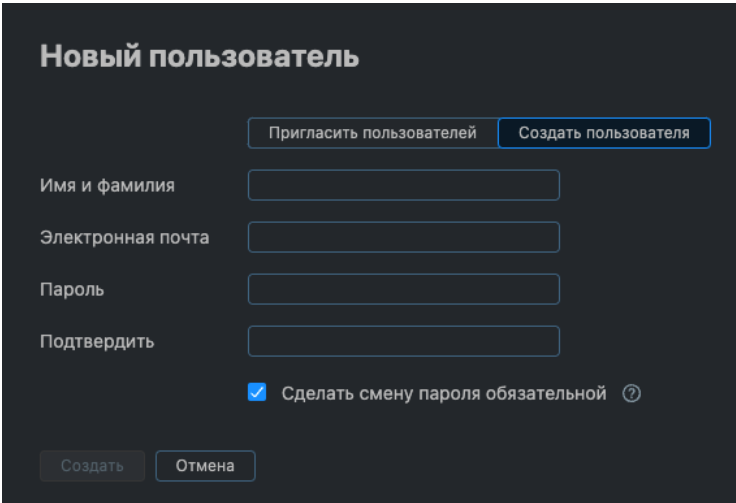 Новый пользователь
Пригласить пользователей Создать пользователя
Имя и фамилия
Электронная почта
Пароль
Подтвердить
Сделать смену пароля обязательной ?
Создать Отмена